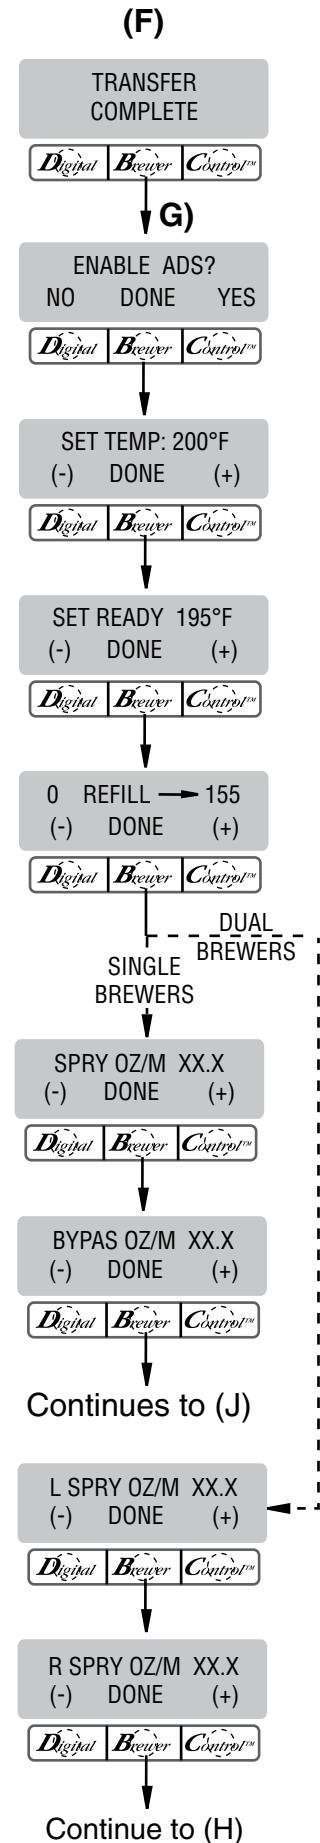 (F)
TRANSFER
COMPLETE
Digital Brewer Control™
G)
ENABLE ADS?
NO DONE YES
Digital Brewer Control™
SET TEMP: 200°F
(-) DONE (+)
Digital Brewer Control™
SET READY 195°F
(-) DONE (+)
Digital Brewer Control™
0 REFILL → 155
(-) DONE (+)
Digital Brewer Control™
DUAL
BREWERS
SINGLE
BREWERS
SPRY OZ/M XX.X
(-) DONE (+)
Digital Brewer Control™
BYPAS OZ/M XX.X
(-) DONE (+)
Digital Brewer Control™
Continues to (J)
L SPRY OZ/M XX.X
(-) DONE (+)
Digital Brewer Control™
R SPRY OZ/M XX.X
(-) DONE (+)
Digital Brewer Control™
Continue to (H)